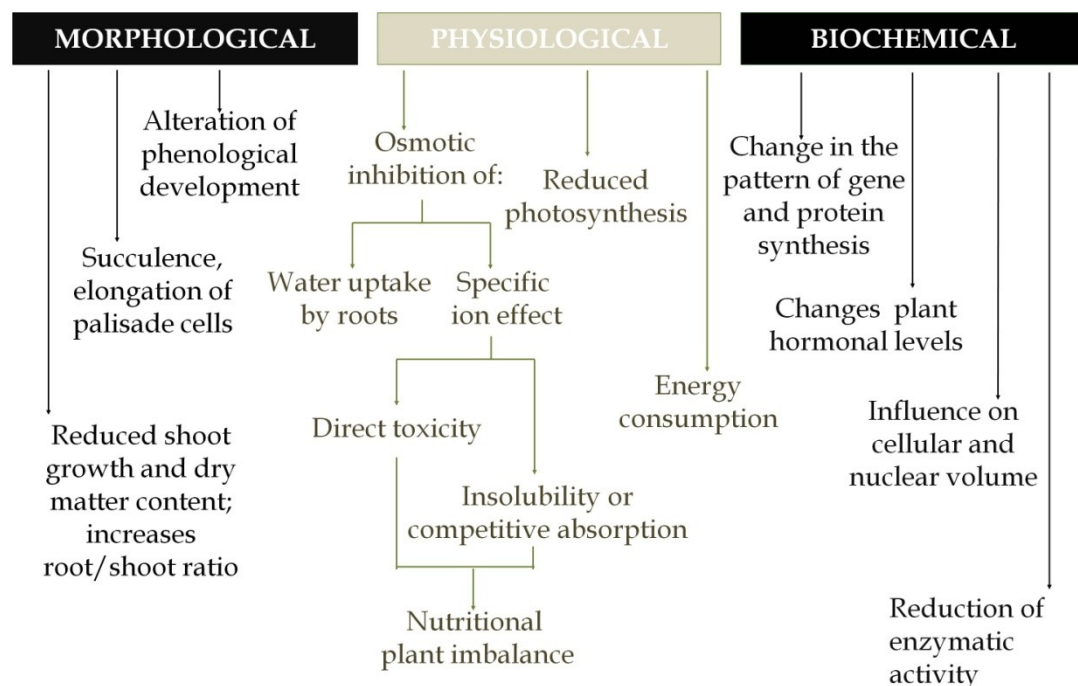 MORPHOLOGICAL
PHYSIOLOGICAL
BIOCHEMICAL
Alteration of
phenological
development
Succulence,
elongation of
palisade cells
Reduced shoot
growth and dry
matter content;
increases
root/shoot ratio
Osmotic
inhibition of:
Water uptake
by roots
Specific
ion effect
Direct toxicity
Insolubility or
competitive absorption
Nutritional
plant imbalance
Reduced
photosynthesis
Energy
consumption
Change in the
pattern of gene
and protein
synthesis
Changes plant
hormonal levels
Influence on
cellular and
nuclear volume
Reduction of
enzymatic
activity